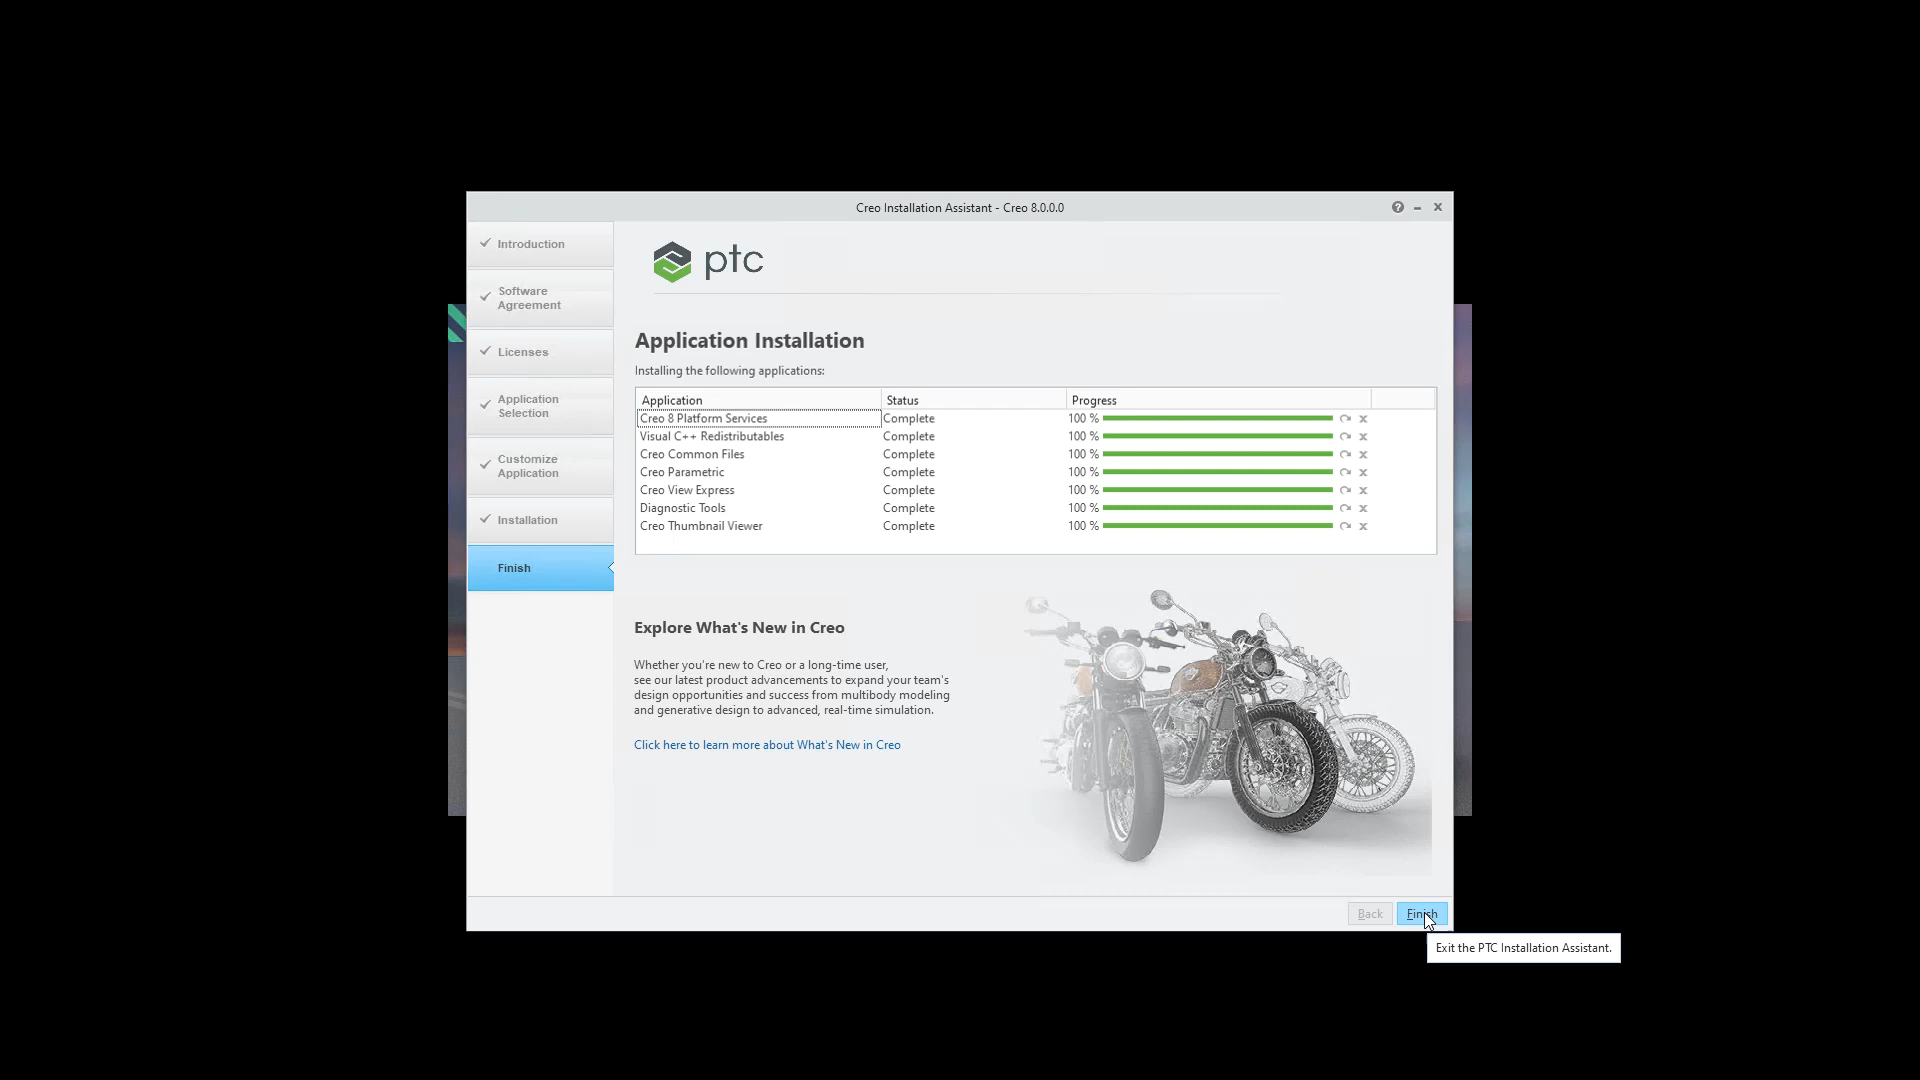 Creo Installation Assistant - Creo 8.0.0.0
Introduction
Software
Agreement
Licenses
Application
Selection
Customize
Application
Installation
Finish
ptc
Application Installation
Installing the following applications:
Application Status Progress
Creo 8 Platform Services Complete 100 %
Visual C++ Redistributables Complete 100 %
Creo Common Files Complete 100 %
Creo Parametric Complete 100 %
Creo View Express Complete 100 %
Diagnostic Tools Complete 100 %
Creo Thumbnail Viewer Complete 100 %
Explore What's New in Creo
Whether you're new to Creo or a long-time user,
see our latest product advancements to expand your team's
design opportunities and success from multibody modeling
and generative design to advanced, real-time simulation.
Click here to learn more about What's New in Creo
Back Finish
Exit the PTC Installation Assistant.